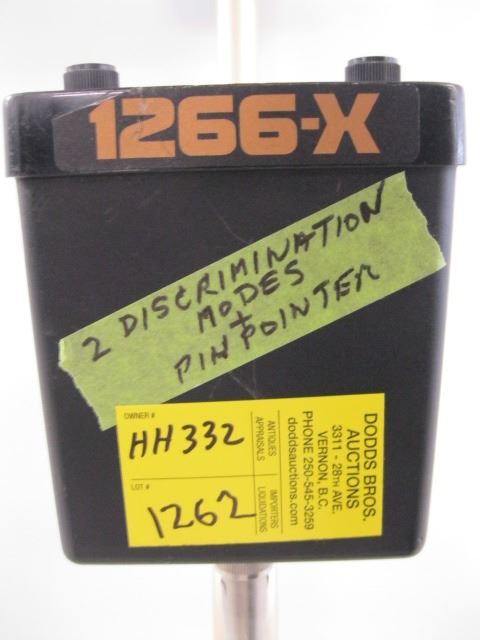 1266-X
2 DISCRIMINATION
MODES
+
PIN POINTER
OWNER #
HH332
LOT #
1262
ANTIQUES
APPRAISALS
IMPORTERS
LIQUIDATIONS
DODDS BROS.
AUCTIONS
3311 - 28TH AVE.
VERNON, B.C.
PHONE 250-545-3259
doddsauctions.com